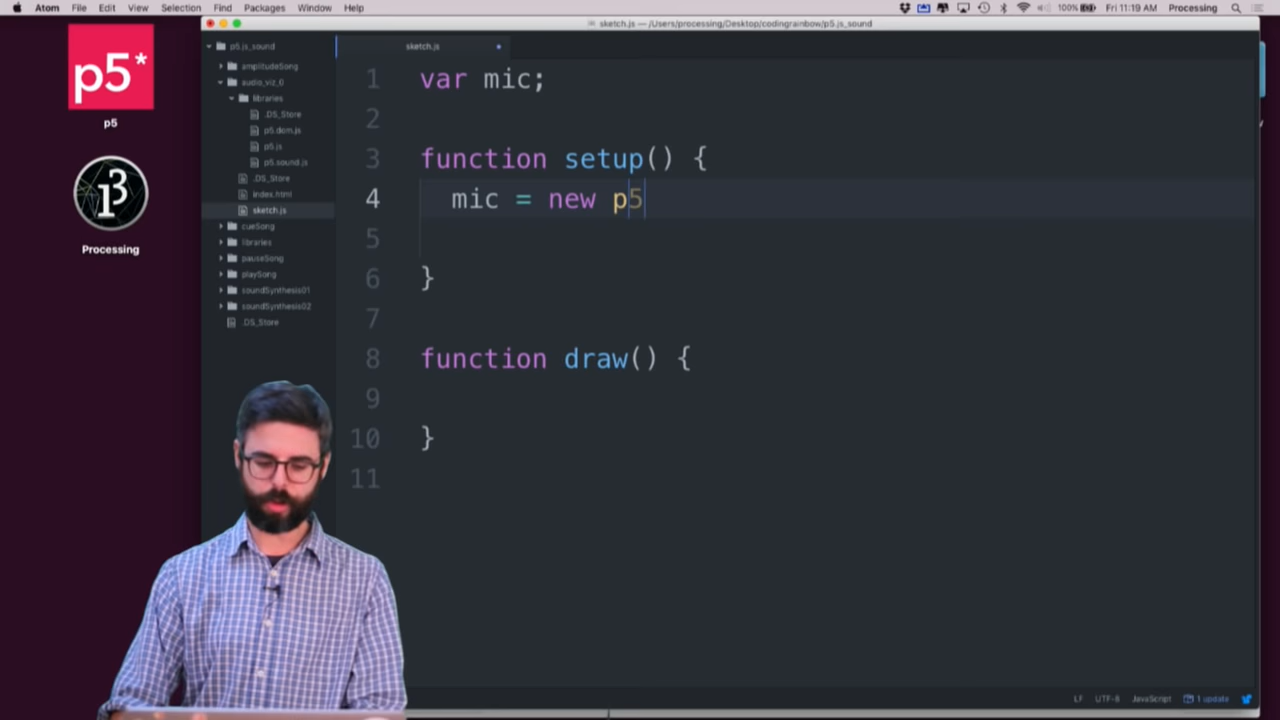 Atom File Edit View Selection Find Packages Window Help 100% Fri 11:19 AM Processing
sketch.js — /Users/processing/Desktop/codingrainbow/p5.js_sound
p5*
p5
Processing
p5.js_sound
amplitudeSong
audio_viz_0
libraries
.DS_Store
p5.dom.js
p5.js
p5.sound.js
.DS_Store
index.html
sketch.js
cueSong
libraries
pauseSong
playSong
soundSynthesis01
soundSynthesis02
.DS_Store
sketch.js
1 var mic;
2
3 function setup() {
4 mic = new p5
5
6 }
7
8 function draw() {
9
10 }
11
LF UTF-8 JavaScript 1 update